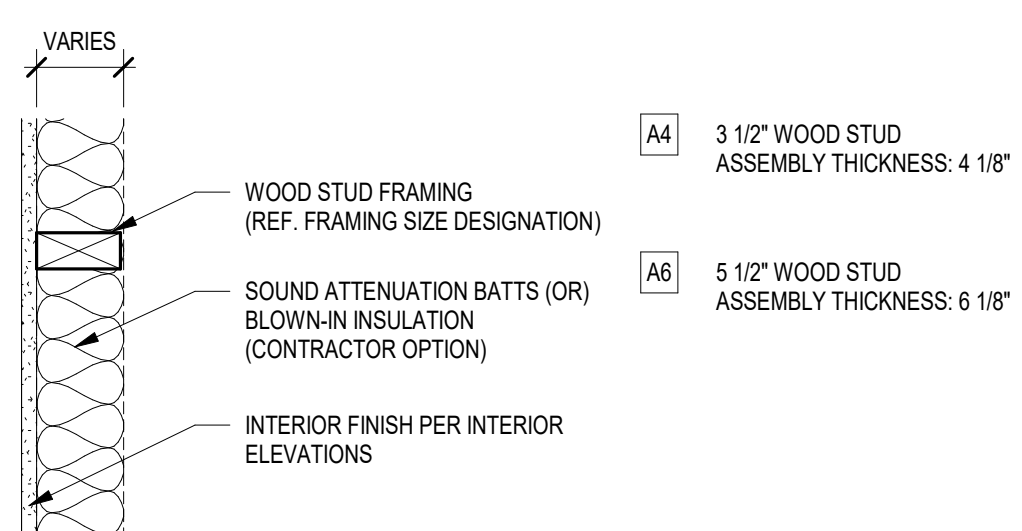 VARIES
WOOD STUD FRAMING
(REF. FRAMING SIZE DESIGNATION)
SOUND ATTENUATION BATTS (OR)
BLOWN-IN INSULATION
(CONTRACTOR OPTION)
INTERIOR FINISH PER INTERIOR
ELEVATIONS
A4
3 1/2" WOOD STUD
ASSEMBLY THICKNESS: 4 1/8"
A6
5 1/2" WOOD STUD
ASSEMBLY THICKNESS: 6 1/8"